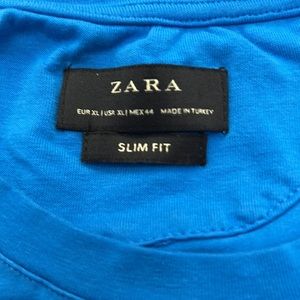 ZARA
EUR XL | USA XL | MEX 44   MADE IN TURKEY
SLIM FIT